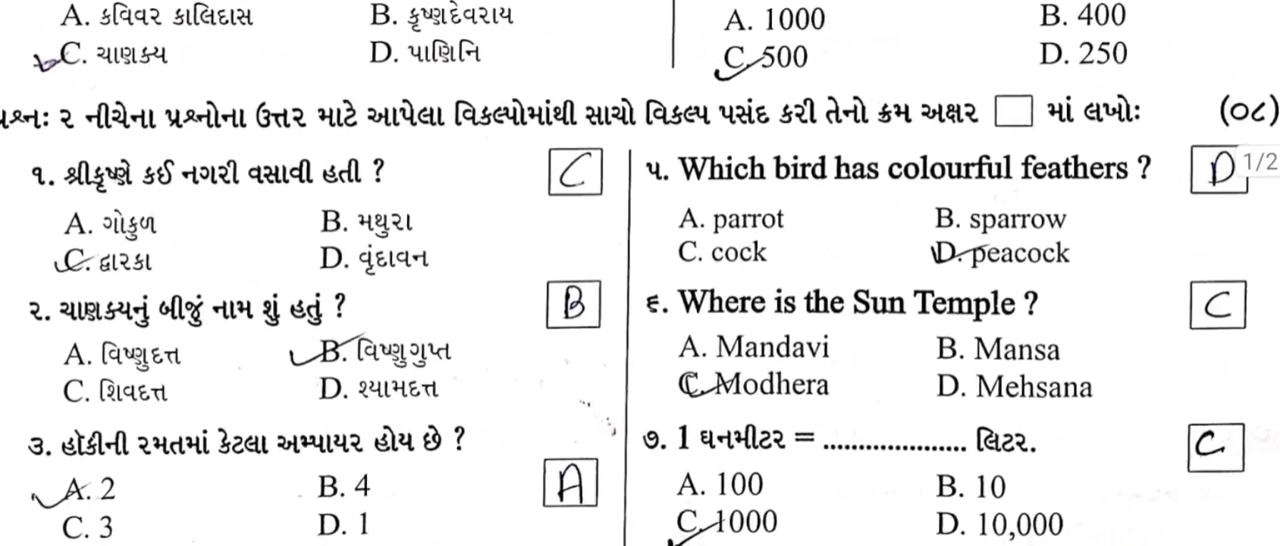 A. કવિવર કાલિદાસ B. કૃષ્ણદેવરાય
C. ચાણક્ય D. પાણિનિ
A. 1000 B. 400
C. 500 D. 250
પ્રશ્ન: ૨ નીચેના પ્રશ્નોના ઉત્તર માટે આપેલા વિકલ્પોમાંથી સાચો વિકલ્પ પસંદ કરી તેનો ક્રમ અક્ષર માં લખો: (૦૮)
૧. શ્રીકૃષ્ણે કઈ નગરી વસાવી હતી ? C
A. ગોકુળ B. મથુરા
C. દ્વારકા D. વૃંદાવન
૨. ચાણક્યનું બીજું નામ શું હતું ? B
A. વિષ્ણુદત્ત B. વિષ્ણુગુપ્ત
C. શિવદત્ત D. શ્યામદત્ત
૩. હૉકીની રમતમાં કેટલા અમ્પાયર હોય છે ?
A. 2 B. 4 A
C. 3 D. 1
૫. Which bird has colourful feathers ? D 1/2
A. parrot B. sparrow
C. cock D. peacock
૬. Where is the Sun Temple ? C
A. Mandavi B. Mansa
C. Modhera D. Mehsana
૭. 1 ઘનમીટર = .................... લિટર. C
A. 100 B. 10
C. 1000 D. 10,000